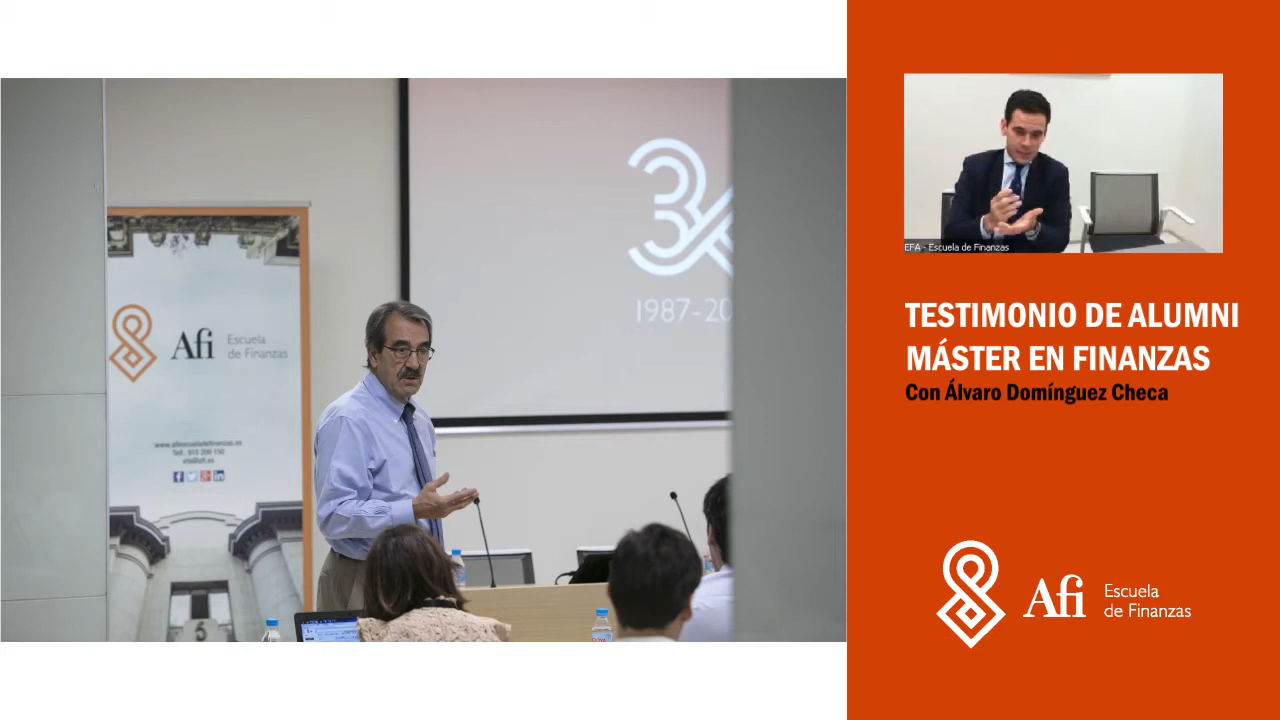 Afi
Escuela
de Finanzas
www.afiescueladefinanzas.es
1987-20
EFA - Escuela de Finanzas
TESTIMONIO DE ALUMNI
MÁSTER EN FINANZAS
Con Álvaro Domínguez Checa
Afi
Escuela
de Finanzas